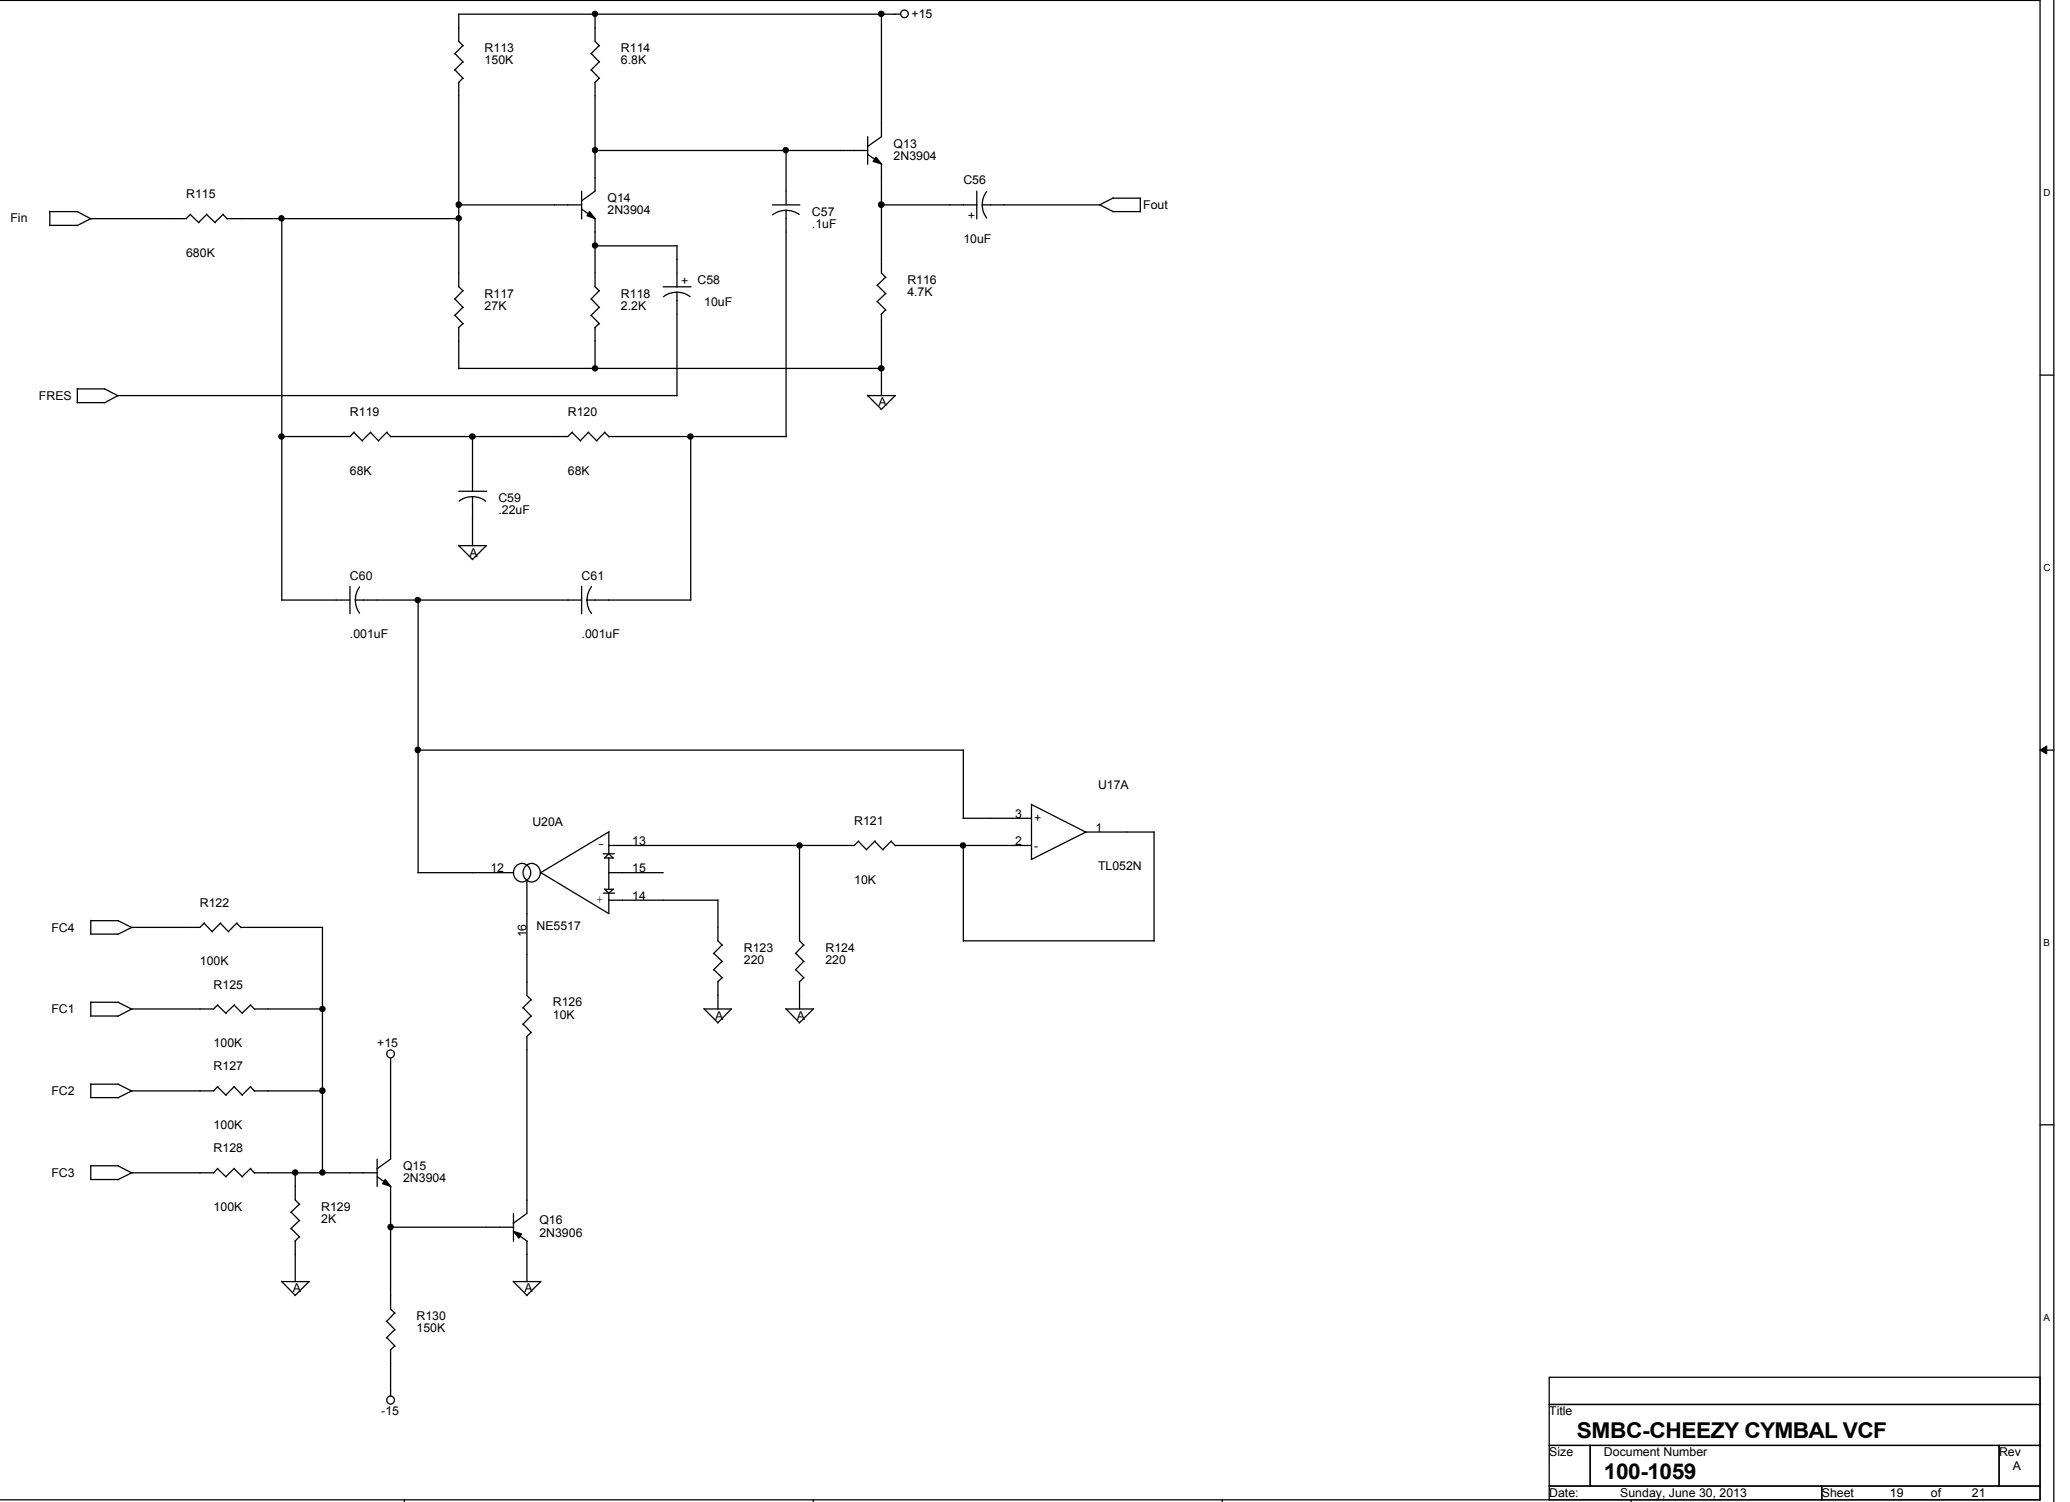 +15
R113
150K
R114
6.8K
Q13
2N3904
R115
680K
Fin
Q14
2N3904
C57
.1uF
C56
+
10uF
Fout
D
R117
27K
R118
2.2K
+
C58
10uF
R116
4.7K
A
FRES
R119
68K
R120
68K
C59
.22uF
A
C60
.001uF
C61
.001uF
C
U17A
3
+
2
-
1
TL052N
U20A
13
-
15
14
+
12
16
NE5517
R121
10K
R123
220
A
R124
220
A
B
R126
10K
FC4
R122
100K
FC1
R125
100K
FC2
R127
100K
FC3
R128
100K
R129
2K
A
+15
Q15
2N3904
Q16
2N3906
A
R130
150K
-15
A
Title
SMBC-CHEEZY CYMBAL VCF
Size Document Number Rev
100-1059 A
Date: Sunday, June 30, 2013 Sheet 19 of 21